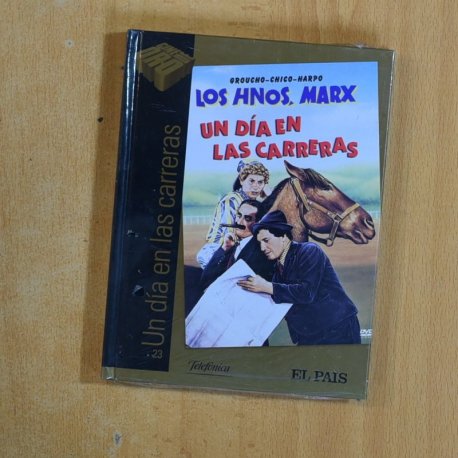 GROUCHO-CHICO-HARPO
LOS HNOS. MARX
UN DÍA EN
LAS CARRERAS
Un día en las carreras
23
DVD
Telefónica
EL PAIS